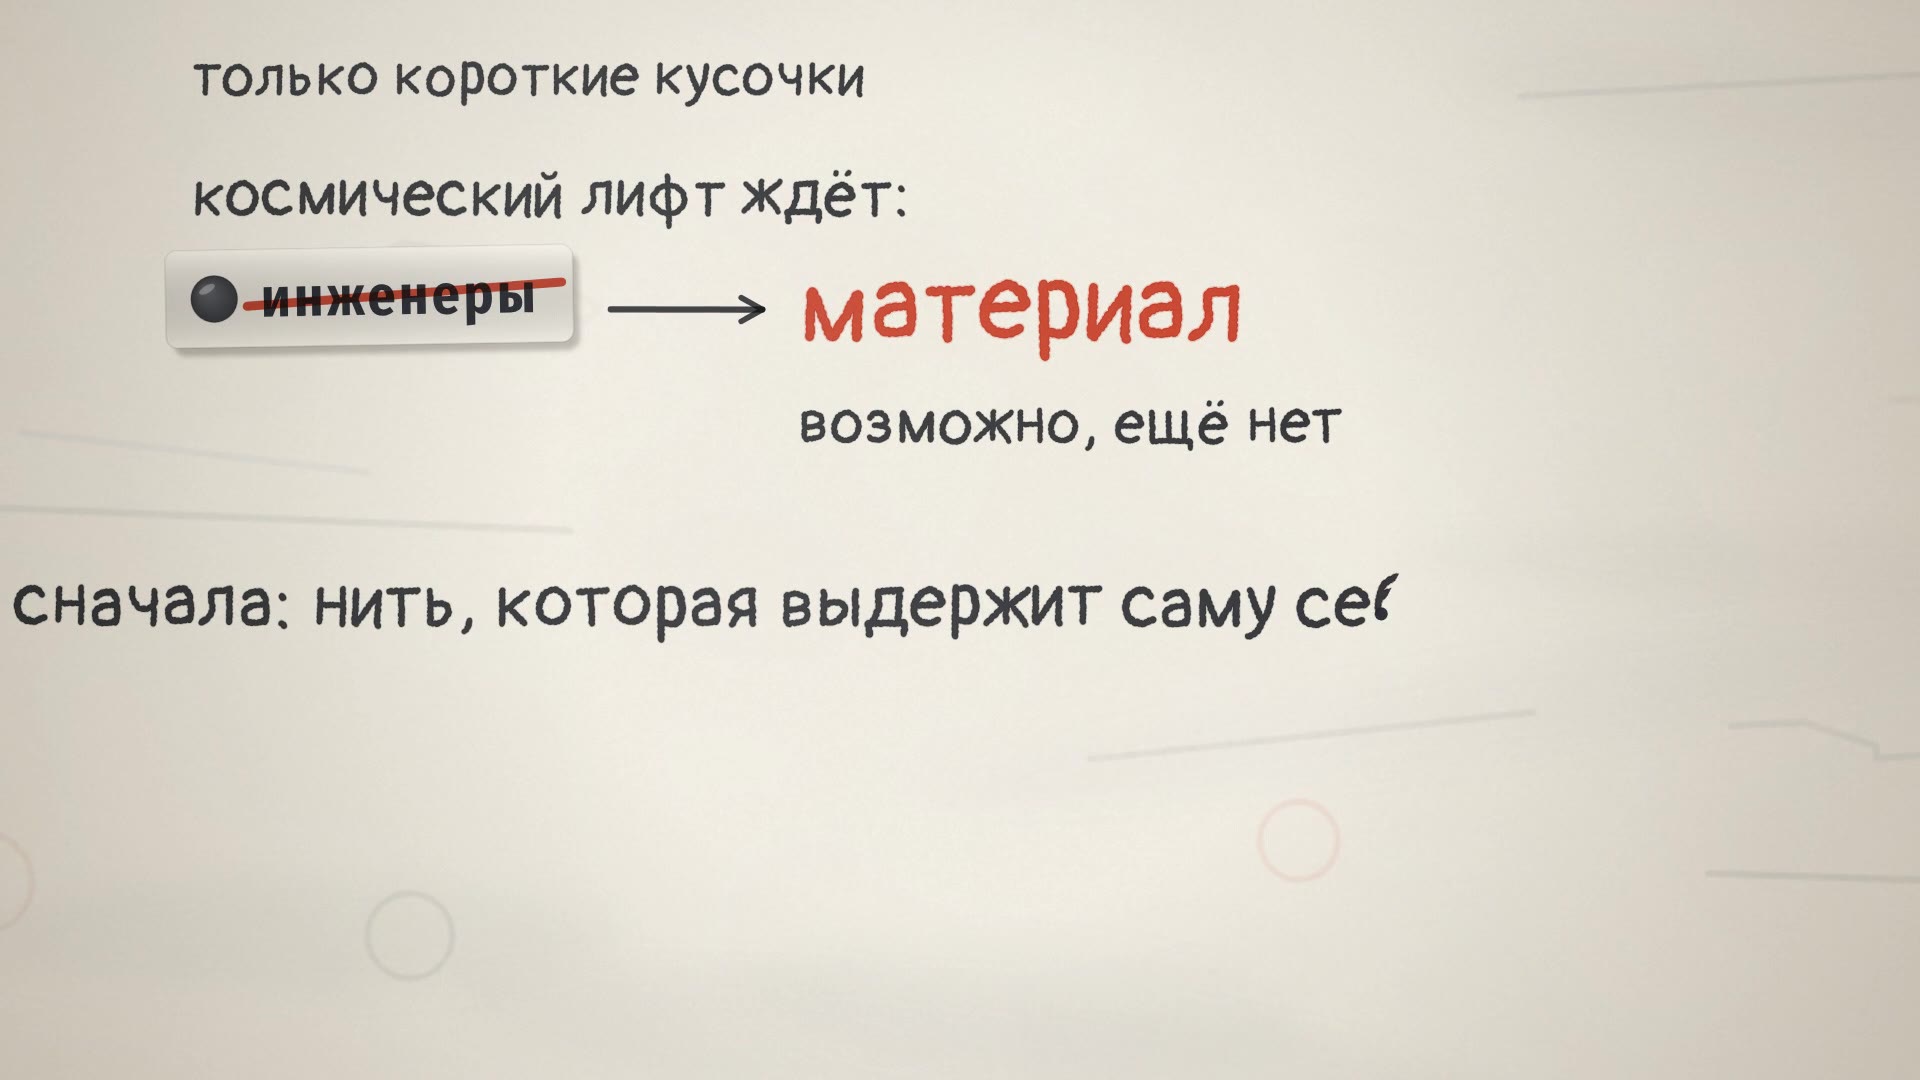 только короткие кусочки
космический лифт ждёт:
инженеры → материал
возможно, ещё нет
сначала: нить, которая выдержит саму